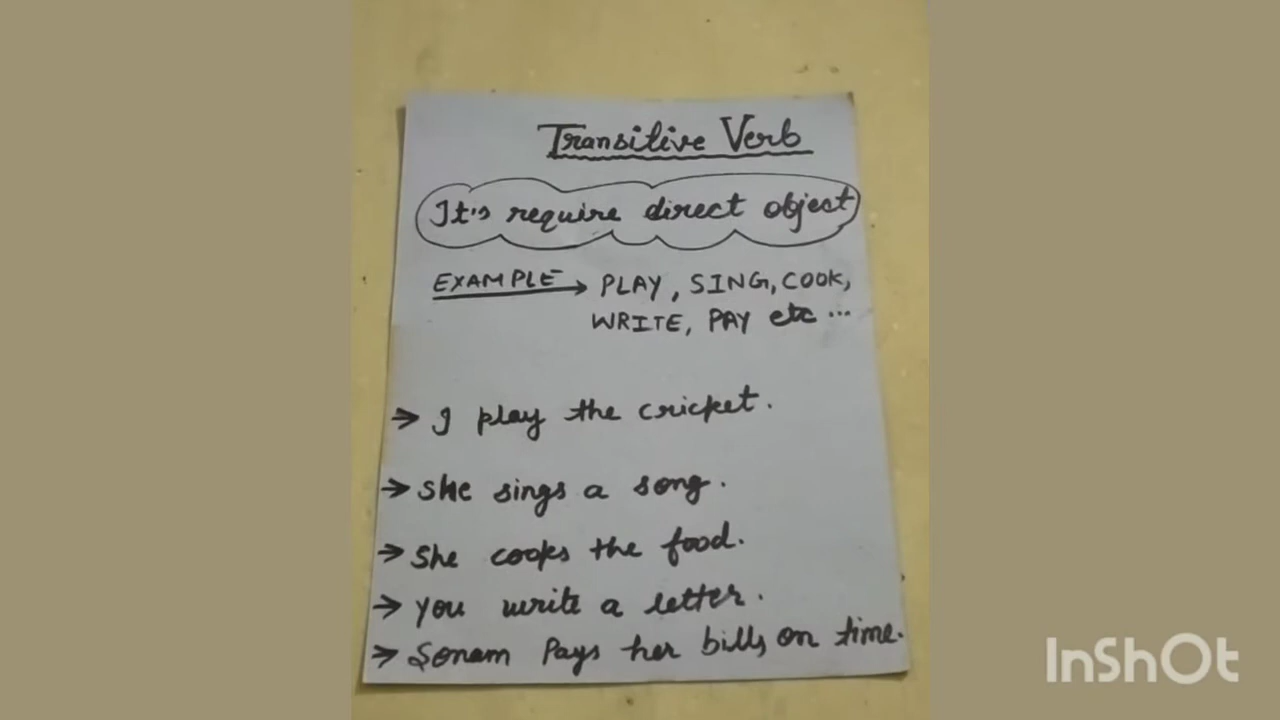 Transitive Verb
It's require direct object
EXAMPLE → PLAY, SING, COOK,
WRITE, PAY etc ...
→ I play the cricket.
→ She sings a song.
→ She cooks the food.
→ you write a letter.
→ Sonam Pays her bills on time.
InShOt